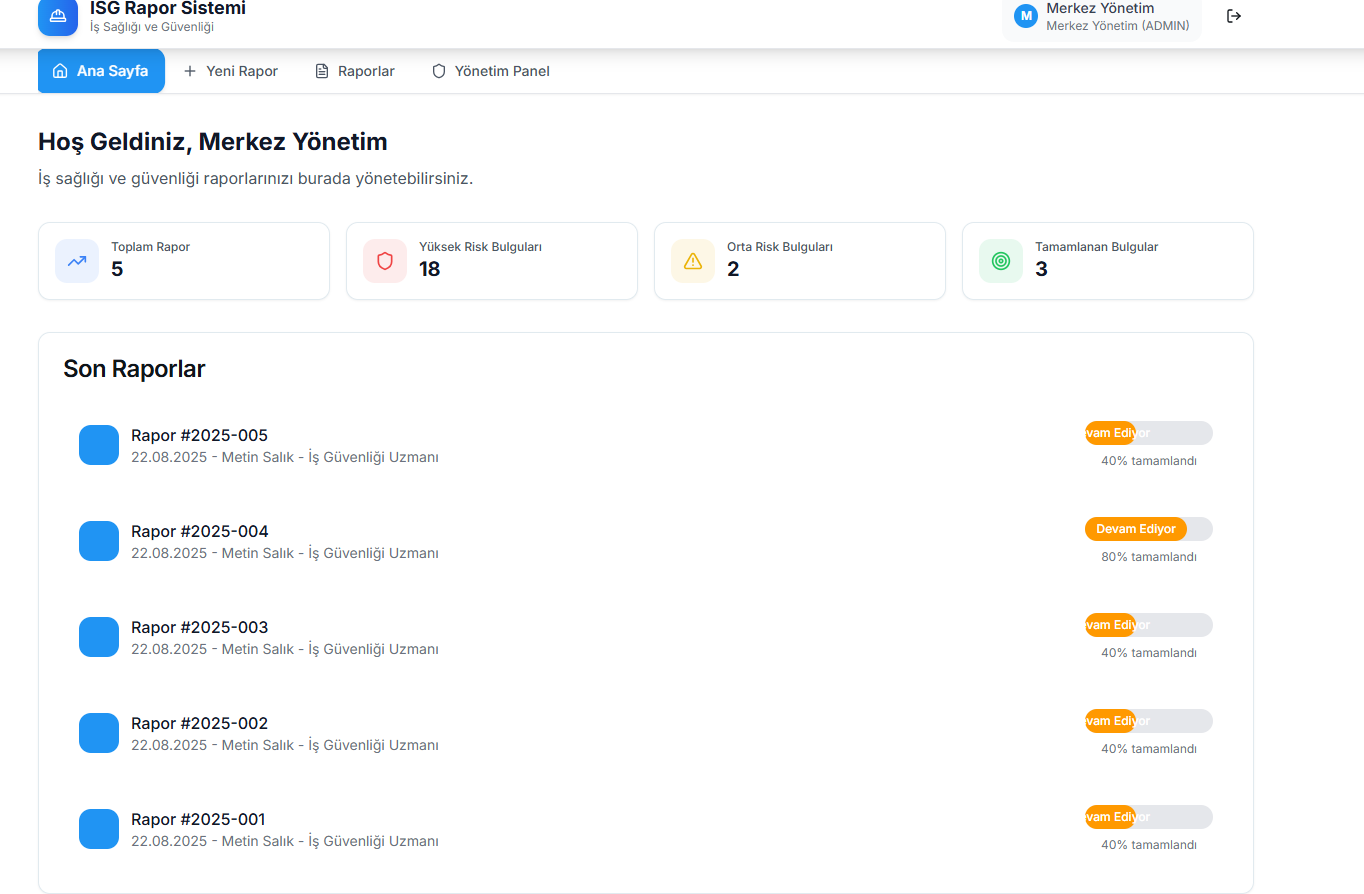 ISG Rapor Sistemi
İş Sağlığı ve Güvenliği
M
Merkez Yönetim
Merkez Yönetim (ADMIN)
Ana Sayfa
Yeni Rapor
Raporlar
Yönetim Panel
Hoş Geldiniz, Merkez Yönetim
İş sağlığı ve güvenliği raporlarınızı burada yönetebilirsiniz.
Toplam Rapor
5
Yüksek Risk Bulguları
18
Orta Risk Bulguları
2
Tamamlanan Bulgular
3
Son Raporlar
Rapor #2025-005
22.08.2025 - Metin Salık - İş Güvenliği Uzmanı
vam Ediyor
40% tamamlandı
Rapor #2025-004
22.08.2025 - Metin Salık - İş Güvenliği Uzmanı
Devam Ediyor
80% tamamlandı
Rapor #2025-003
22.08.2025 - Metin Salık - İş Güvenliği Uzmanı
vam Ediyor
40% tamamlandı
Rapor #2025-002
22.08.2025 - Metin Salık - İş Güvenliği Uzmanı
vam Ediyor
40% tamamlandı
Rapor #2025-001
22.08.2025 - Metin Salık - İş Güvenliği Uzmanı
vam Ediyor
40% tamamlandı